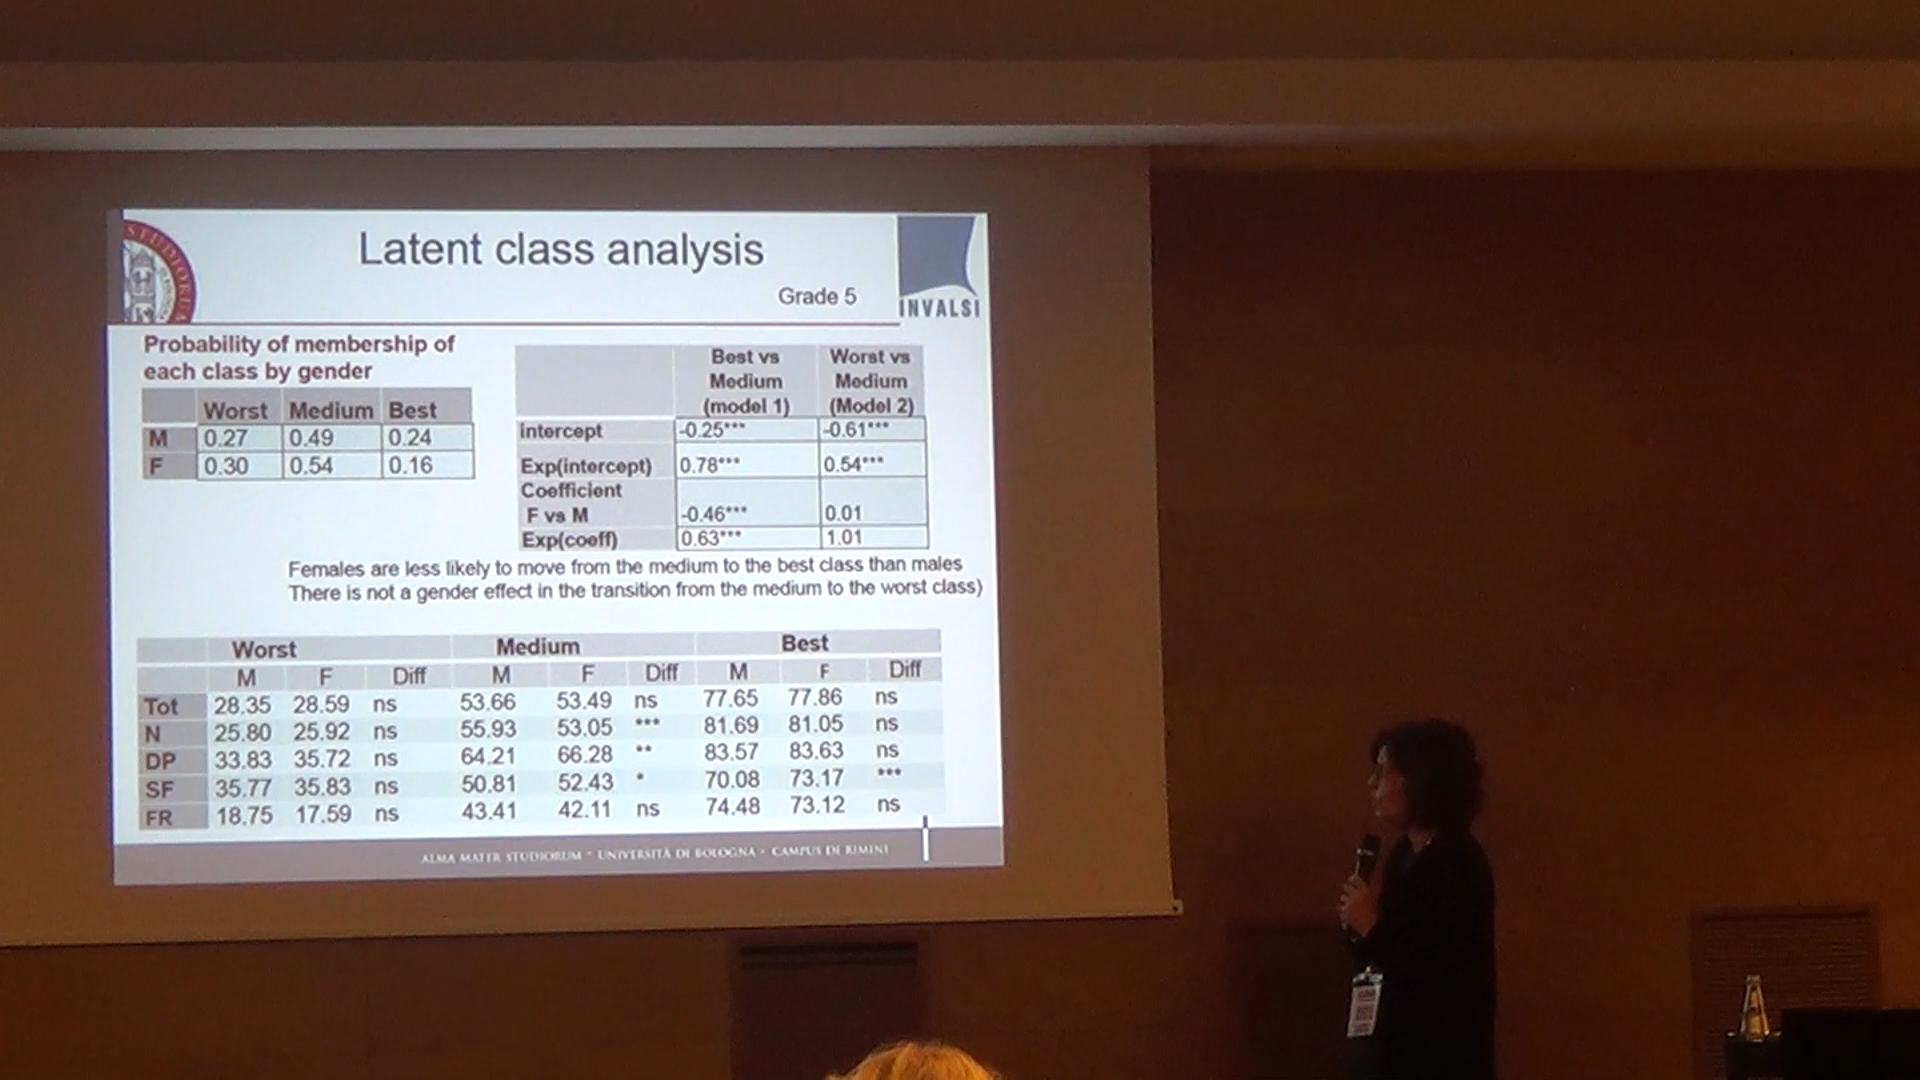 Latent class analysis
Grade 5
STUDIORUM
INVALSI
Probability of membership of
each class by gender
Worst Medium Best
M 0.27 0.49 0.24
F 0.30 0.54 0.16
Best vs Medium (model 1) Worst vs Medium (Model 2)
intercept -0.25*** -0.61***
Exp(intercept) 0.78*** 0.54***
Coefficient
F vs M -0.46*** 0.01
Exp(coeff) 0.63*** 1.01
Females are less likely to move from the medium to the best class than males
There is not a gender effect in the transition from the medium to the worst class)
Worst Medium Best
M F Diff M F Diff M F Diff
Tot 28.35 28.59 ns 53.66 53.49 ns 77.65 77.86 ns
N 25.80 25.92 ns 55.93 53.05 *** 81.69 81.05 ns
DP 33.83 35.72 ns 64.21 66.28 ** 83.57 83.63 ns
SF 35.77 35.83 ns 50.81 52.43 * 70.08 73.17 ***
FR 18.75 17.59 ns 43.41 42.11 ns 74.48 73.12 ns
ALMA MATER STUDIORUM ~ UNIVERSITÀ DI BOLOGNA - CAMPUS DI RIMINI